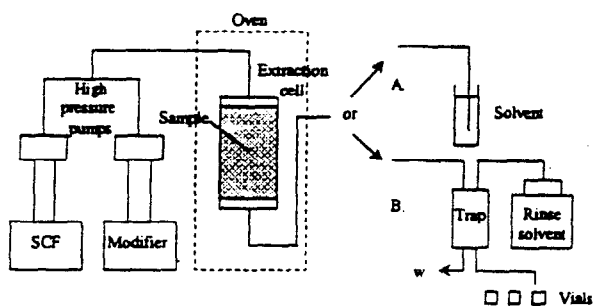 Oven
High
pressure
pumps
Extraction
cell
Sample
SCF
Modifier
or
A.
Solvent
B.
Trap
Rinse
solvent
w
Vials